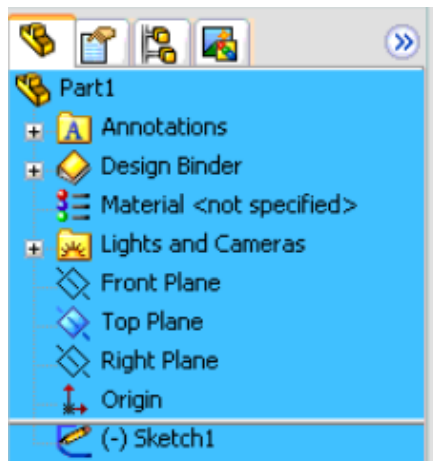 Part1
A Annotations
Design Binder
Material <not specified>
Lights and Cameras
Front Plane
Top Plane
Right Plane
Origin
(-) Sketch1